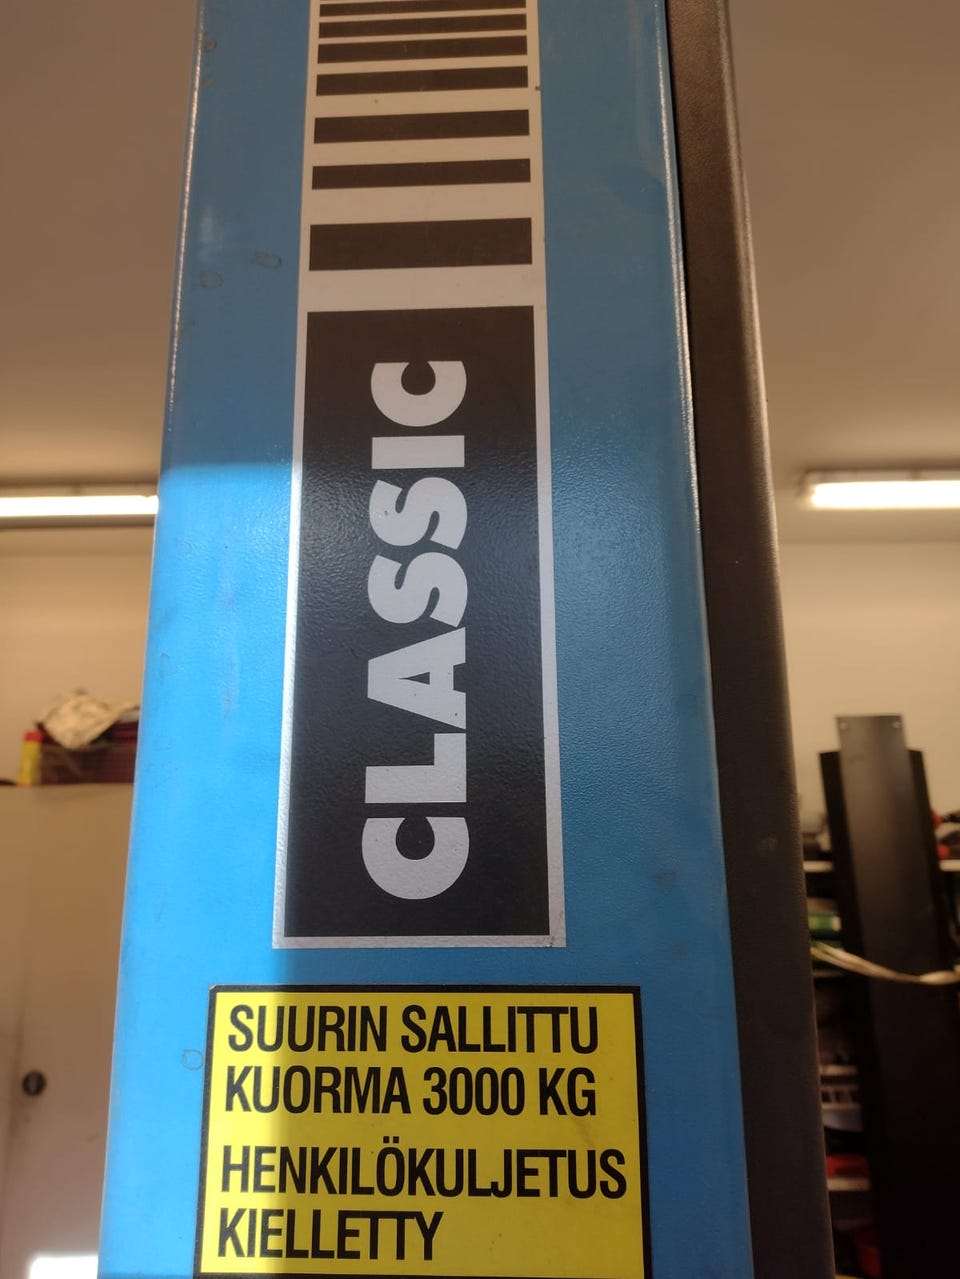 CLASSIC
SUURIN SALLITTU
KUORMA 3000 KG
HENKILÖKULJETUS
KIELLETTY